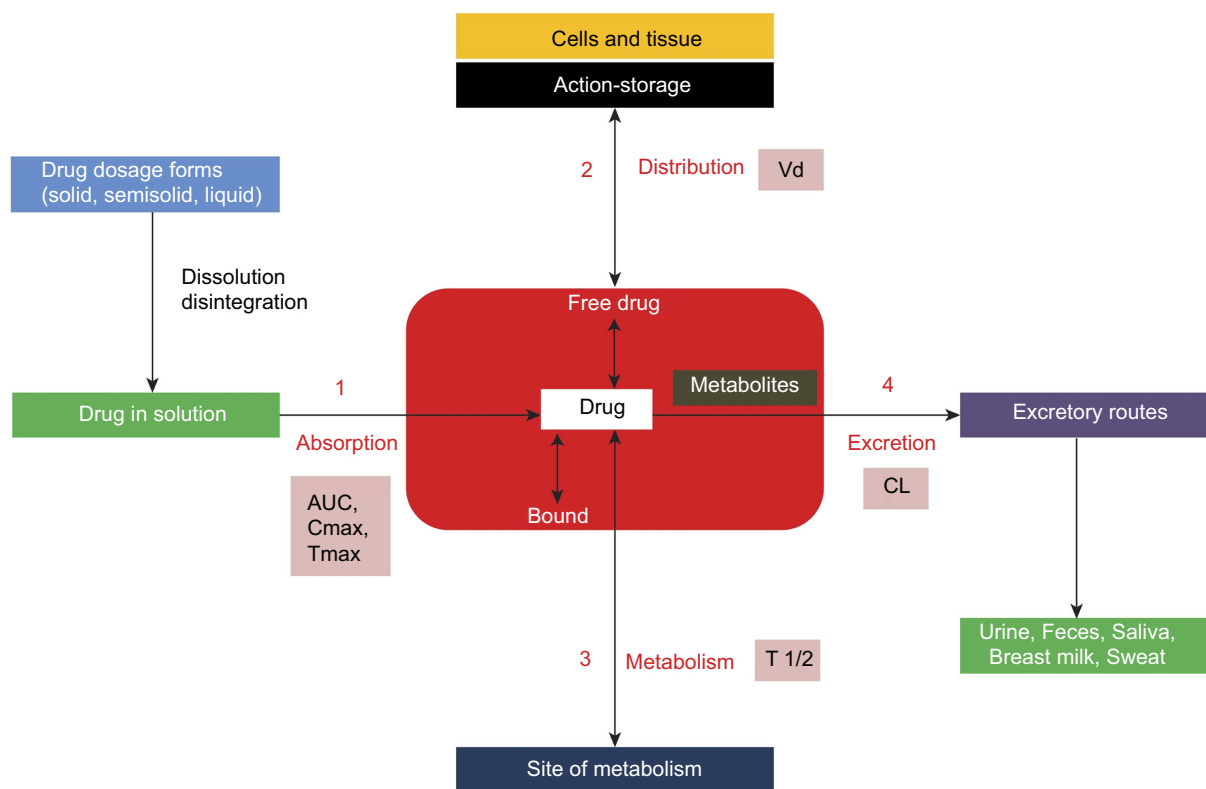 Cells and tissue
Action-storage
2
Distribution
Vd
Drug dosage forms
(solid, semisolid, liquid)
Dissolution
disintegration
Free drug
1
Metabolites
4
Drug in solution
Drug
Excretory routes
Absorption
Excretion
AUC,
Cmax,
Tmax
CL
Bound
3
Metabolism
T 1/2
Urine, Feces, Saliva,
Breast milk, Sweat
Site of metabolism